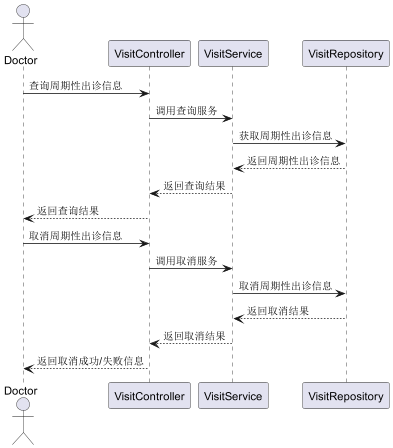 Doctor
VisitController
VisitService
VisitRepository
查询周期性出诊信息
调用查询服务
获取周期性出诊信息
返回周期性出诊信息
返回查询结果
返回查询结果
取消周期性出诊信息
调用取消服务
取消周期性出诊信息
返回取消结果
返回取消结果
返回取消成功/失败信息
Doctor
VisitController
VisitService
VisitRepository